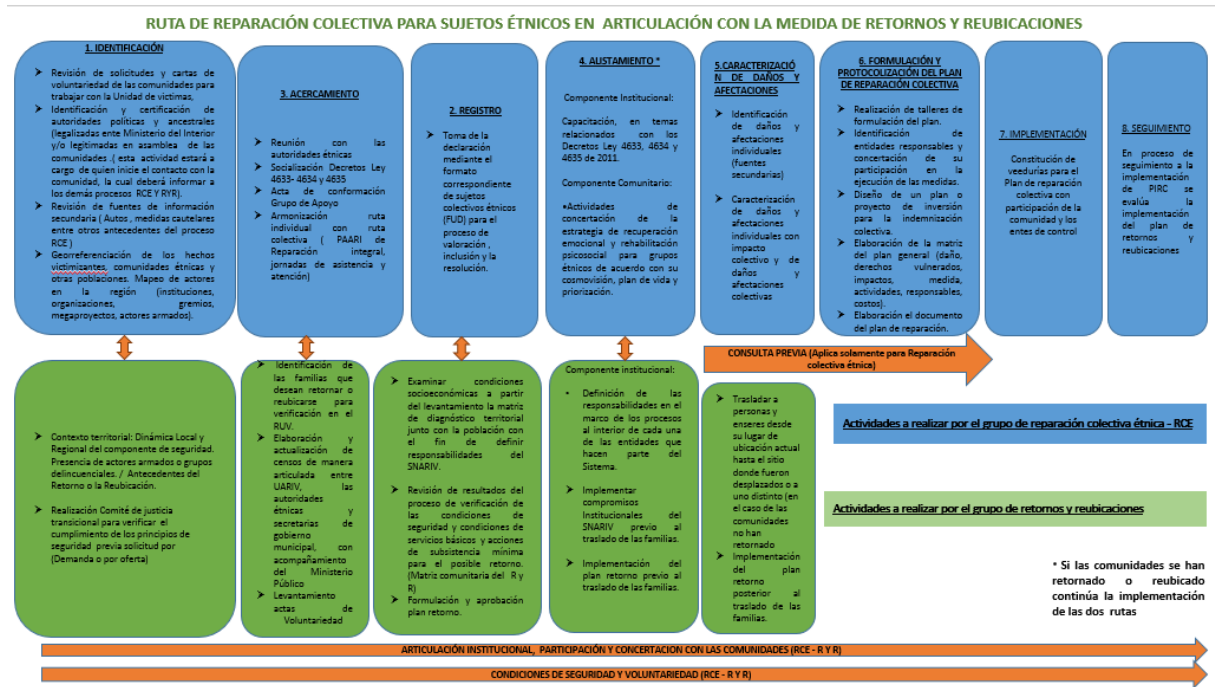 RUTA DE REPARACIÓN COLECTIVA PARA SUJETOS ÉTNICOS EN ARTICULACIÓN CON LA MEDIDA DE RETORNOS Y REUBICACIONES
1. IDENTIFICACIÓN
➤ Revisión de solicitudes y cartas de
voluntariedad de las comunidades para
trabajar con la Unidad de victimas,
➤ Identificación y certificación de
autoridades políticas y ancestrales
(legalizadas ente Ministerio del Interior
y/o legitimadas en asamblea de las
comunidades .( esta actividad estará a
cargo de quien inicie el contacto con la
comunidad, la cual deberá informar a
los demás procesos RCE Y RYR).
➤ Revisión de fuentes de información
secundaria ( Autos , medidas cautelares
entre otros antecedentes del proceso
RCE )
➤ Georreferenciación de los hechos
victimizantes, comunidades étnicas y
otras poblaciones. Mapeo de actores
en la región (instituciones,
organizaciones, gremios,
megaproyectos, actores armados).
3. ACERCAMIENTO
➤ Reunión con las
autoridades étnicas
➤ Socialización Decretos Ley
4633- 4634 y 4635
➤ Acta de conformación
Grupo de Apoyo
➤ Armonización ruta
individual con ruta
colectiva ( PAARI de
Reparación integral,
jornadas de asistencia y
atención)
2. REGISTRO
➤ Toma de la
declaración
mediante el
formato
correspondiente
de sujetos
colectivos étnicos
(FUD) para el
proceso de
valoración ,
inclusión y la
resolución.
4. ALISTAMIENTO *
Componente Institucional:
Capacitación, en temas
relacionados con los
Decretos Ley 4633, 4634 y
4635 de 2011.
Componente Comunitario:
•Actividades de
concertación de la
estrategia de recuperación
emocional y rehabilitación
psicosocial para grupos
étnicos de acuerdo con su
cosmovisión, plan de vida y
priorización.
5.CARACTERIZACIÓ
N DE DAÑOS Y
AFECTACIONES
➤ Identificación
de daños y
afectaciones
individuales
(fuentes
secundarias)
➤ Caracterización
de daños y
afectaciones
individuales con
impacto
colectivo y de
daños y
afectaciones
colectivas
6. FORMULACIÓN Y
PROTOCOLIZACIÓN DEL PLAN
DE REPARACIÓN COLECTIVA
➤ Realización de talleres de
formulación del plan.
➤ Identificación de
entidades responsables y
concertación de su
participación en la
ejecución de las medidas.
➤ Diseño de un plan o
proyecto de inversión
para la indemnización
colectiva.
➤ Elaboración de la matriz
del plan general (daño,
derechos vulnerados,
impactos, medida,
actividades, responsables,
costos).
➤ Elaboración el documento
del plan de reparación.
7. IMPLEMENTACIÓN
Constitución de
veedurías para el
Plan de reparación
colectiva con
participación de la
comunidad y los
entes de control
8. SEGUIMIENTO
En proceso de
seguimiento a la
implementación
de PIRC se
evalúa la
implementación
del plan de
retornos y
reubicaciones
CONSULTA PREVIA (Aplica solamente para Reparación
colectiva étnica)
➤ Contexto territorial: Dinámica Local y
Regional del componente de seguridad.
Presencia de actores armados o grupos
delincuenciales. / Antecedentes del
Retorno o la Reubicación.
➤ Realización Comité de justicia
transicional para verificar el
cumplimiento de los principios de
seguridad previa solicitud por
(Demanda o por oferta)
➤ Identificación de
las familias que
desean retornar o
reubicarse para
verificación en el
RUV.
➤ Elaboración y
actualización de
censos de manera
articulada entre
UARIV, las
autoridades
étnicas y
secretarias de
gobierno
municipal, con
acompañamiento
del Ministerio
Público
➤ Levantamiento
actas de
Voluntariedad
➤ Examinar condiciones
socioeconómicas a partir
del levantamiento la matriz
de diagnóstico territorial
junto con la población con el
fin de definir
responsabilidades del
SNARIV.
➤ Revisión de resultados del
proceso de verificación de
las condiciones de
seguridad y condiciones de
servicios básicos y acciones
de subsistencia mínima
para el posible retorno.
(Matriz comunitaria del R y
R)
➤ Formulación y aprobación
plan retorno.
Componente institucional:
• Definición de las
responsabilidades en el
marco de los procesos
al interior de cada una
de las entidades que
hacen parte del
Sistema.
➤ Implementar
compromisos
Institucionales del
SNARIV previo al
traslado de las familias.
➤ Implementación del
plan retorno previo al
traslado de las familias.
➤ Trasladar a
personas y
enseres desde
su lugar de
ubicación actual
hasta el sitio
donde fueron
desplazados o a
uno distinto (en
el caso de las
comunidades
no han
retornado
➤ Implementación
del plan
retorno
posterior al
traslado de las
familias.
Actividades a realizar por el grupo de reparación colectiva étnica – RCE
Actividades a realizar por el grupo de retornos y reubicaciones
* Si las comunidades se han
retornado o reubicado
continúa la implementación
de las dos rutas
ARTICULACIÓN INSTITUCIONAL, PARTICIPACIÓN Y CONCERTACION CON LAS COMUNIDADES (RCE - R Y R)
CONDICIONES DE SEGURIDAD Y VOLUNTARIEDAD (RCE - R Y R)